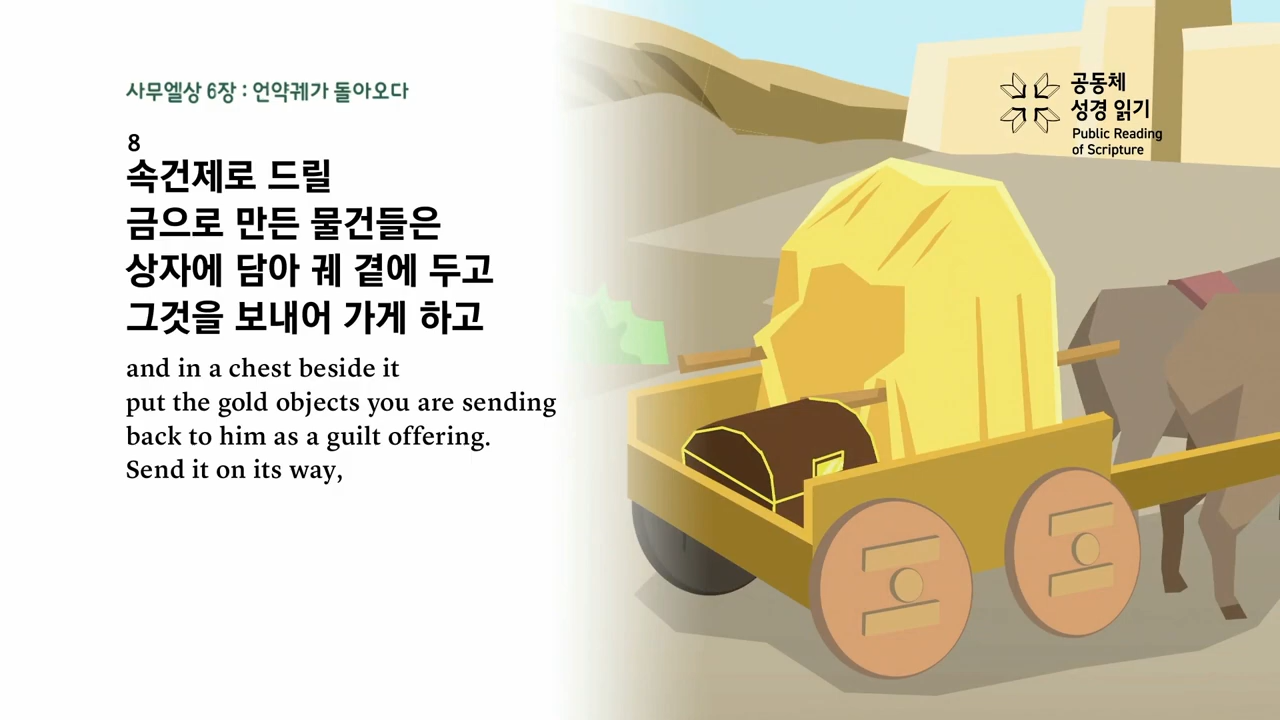 사무엘상 6장 : 언약궤가 돌아오다
8
속건제로 드릴
금으로 만든 물건들은
상자에 담아 궤 곁에 두고
그것을 보내어 가게 하고
and in a chest beside it
put the gold objects you are sending
back to him as a guilt offering.
Send it on its way,
공동체
성경 읽기
Public Reading
of Scripture